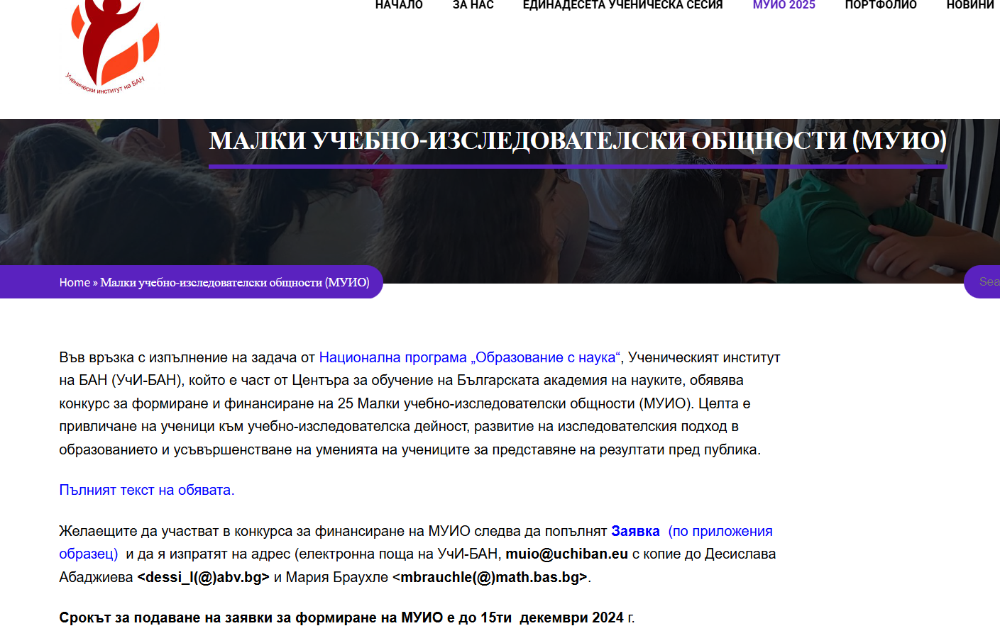 НАЧАЛО ЗА НАС ЕДИНАДЕСЕТА УЧЕНИЧЕСКА СЕСИЯ МУИО 2025 ПОРТФОЛИО НОВИНИ
Ученически институт на БАН
МАЛКИ УЧЕБНО-ИЗСЛЕДОВАТЕЛСКИ ОБЩНОСТИ (МУИО)
Home » Малки учебно-изследователски общности (МУИО)
Sea
Във връзка с изпълнение на задача от Национална програма „Образование с наука“, Ученическият институт
на БАН (УчИ-БАН), който е част от Центъра за обучение на Българската академия на науките, обявява
конкурс за формиране и финансиране на 25 Малки учебно-изследователски общности (МУИО). Целта е
привличане на ученици към учебно-изследователска дейност, развитие на изследователския подход в
образованието и усъвършенстване на уменията на учениците за представяне на резултати пред публика.
Пълният текст на обявата.
Желаещите да участват в конкурса за финансиране на МУИО следва да попълнят Заявка (по приложения
образец) и да я изпратят на адрес (електронна поща на УчИ-БАН, muio@uchiban.eu с копие до Десислава
Абаджиева <dessi_l(@)abv.bg> и Мария Браухле <mbrauchle(@)math.bas.bg>.
Срокът за подаване на заявки за формиране на МУИО е до 15ти декември 2024 г.